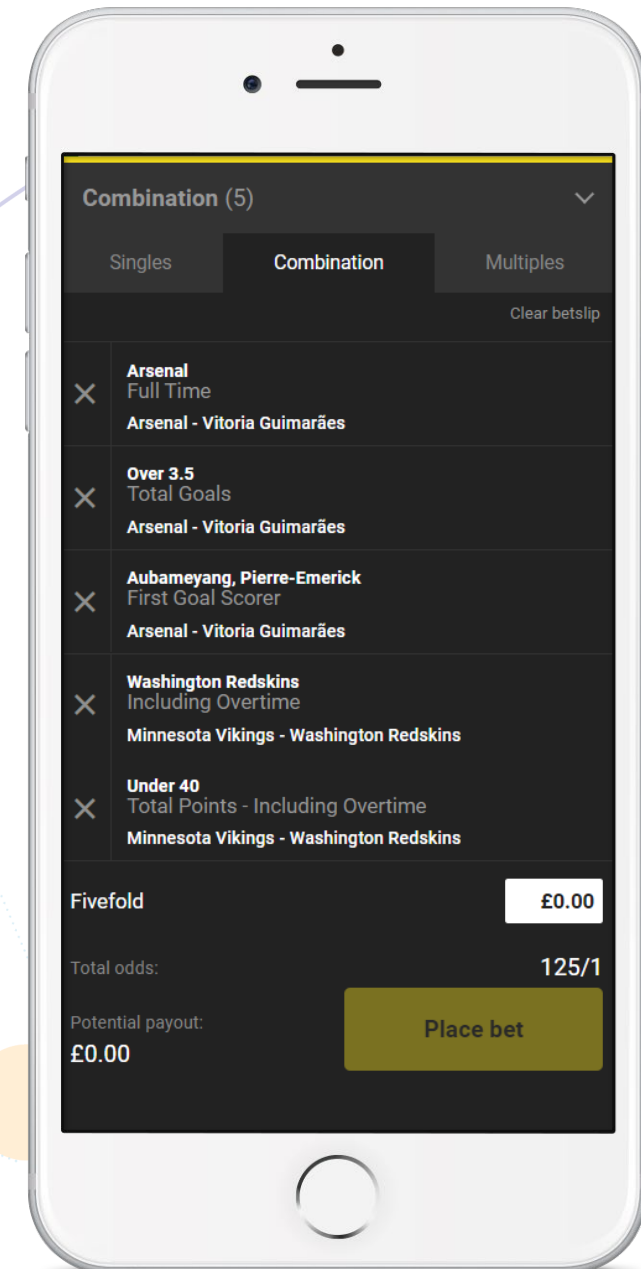 Combination (5)
Singles Combination Multiples
Clear betslip
Arsenal
Full Time
Arsenal - Vitoria Guimarães
Over 3.5
Total Goals
Arsenal - Vitoria Guimarães
Aubameyang, Pierre-Emerick
First Goal Scorer
Arsenal - Vitoria Guimarães
Washington Redskins
Including Overtime
Minnesota Vikings - Washington Redskins
Under 40
Total Points - Including Overtime
Minnesota Vikings - Washington Redskins
Fivefold £0.00
Total odds: 125/1
Potential payout:
£0.00
Place bet